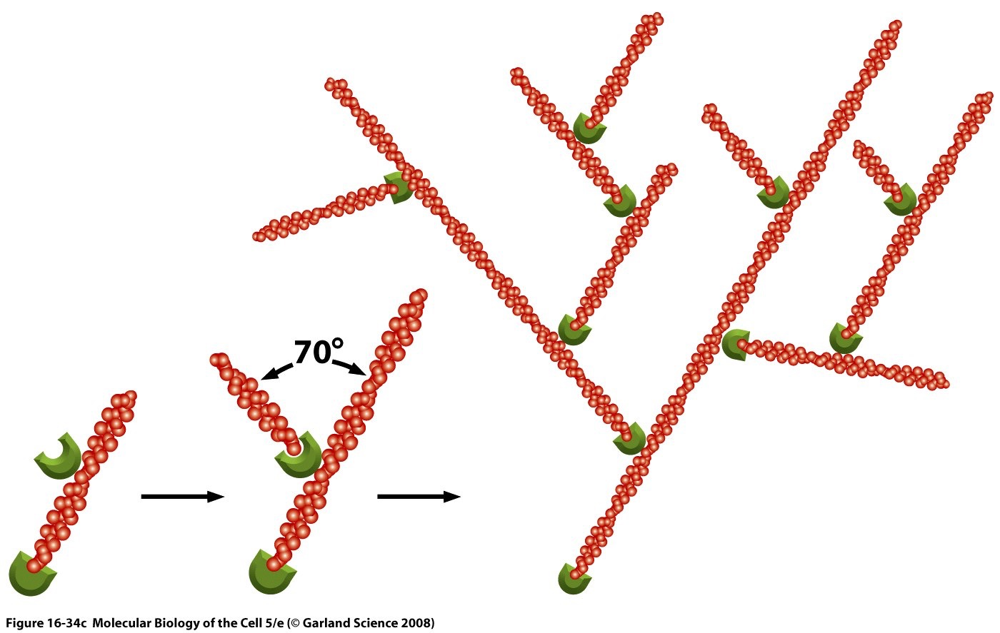 70°
Figure 16-34c Molecular Biology of the Cell 5/e (© Garland Science 2008)